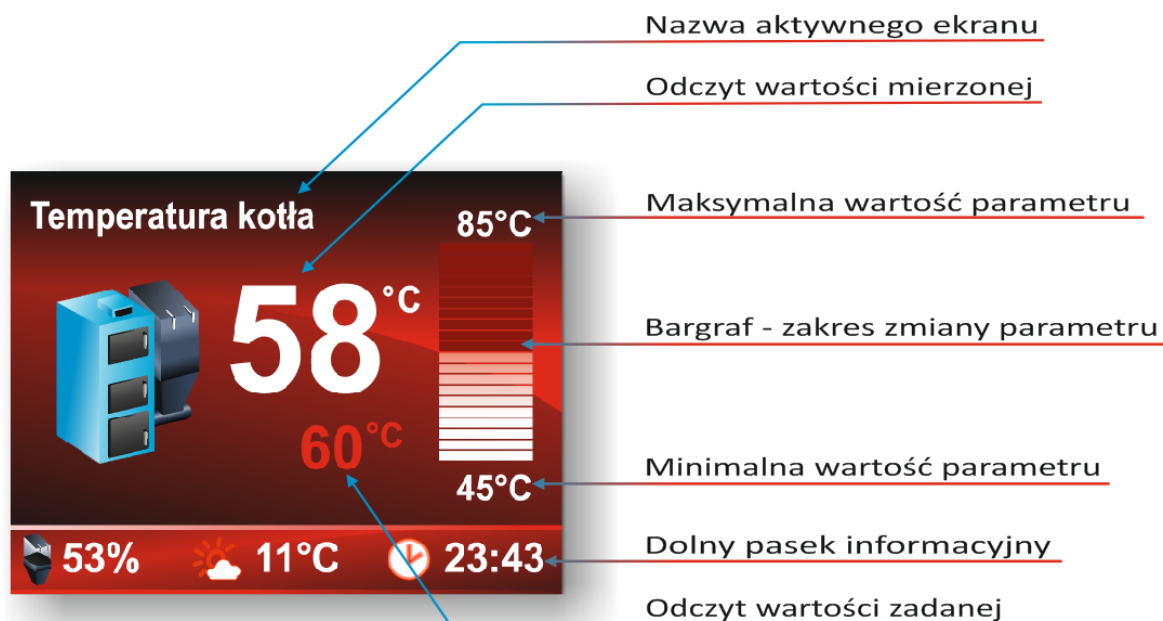 Nazwa aktywnego ekranu
Odczyt wartości mierzonej
Maksymalna wartość parametru
Temperatura kotła
85°C
58°C
Bargraf - zakres zmiany parametru
60°C
Minimalna wartość parametru
45°C
53% 11°C 23:43
Dolny pasek informacyjny
Odczyt wartości zadanej